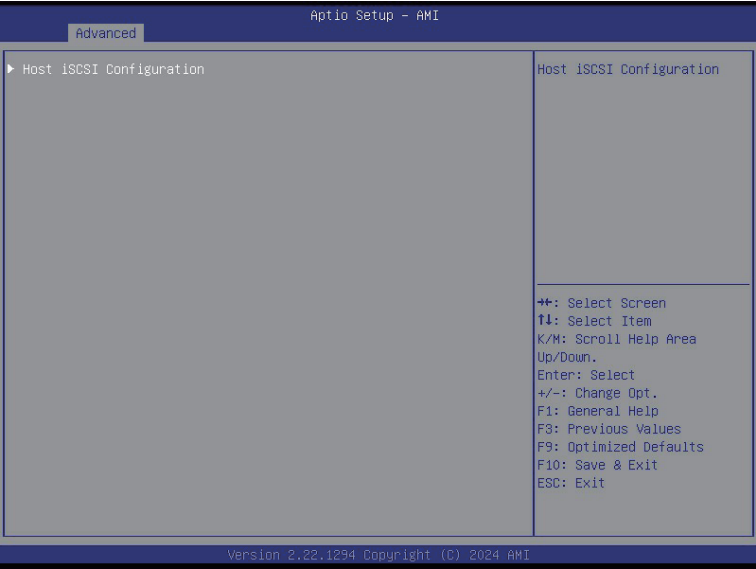 Aptio Setup – AMI
Advanced
▶ Host iSCSI Configuration
Host iSCSI Configuration
→←: Select Screen
↑↓: Select Item
K/M: Scroll Help Area
Up/Down.
Enter: Select
+/-: Change Opt.
F1: General Help
F3: Previous Values
F9: Optimized Defaults
F10: Save & Exit
ESC: Exit
Version 2.22.1294 Copyright (C) 2024 AMI